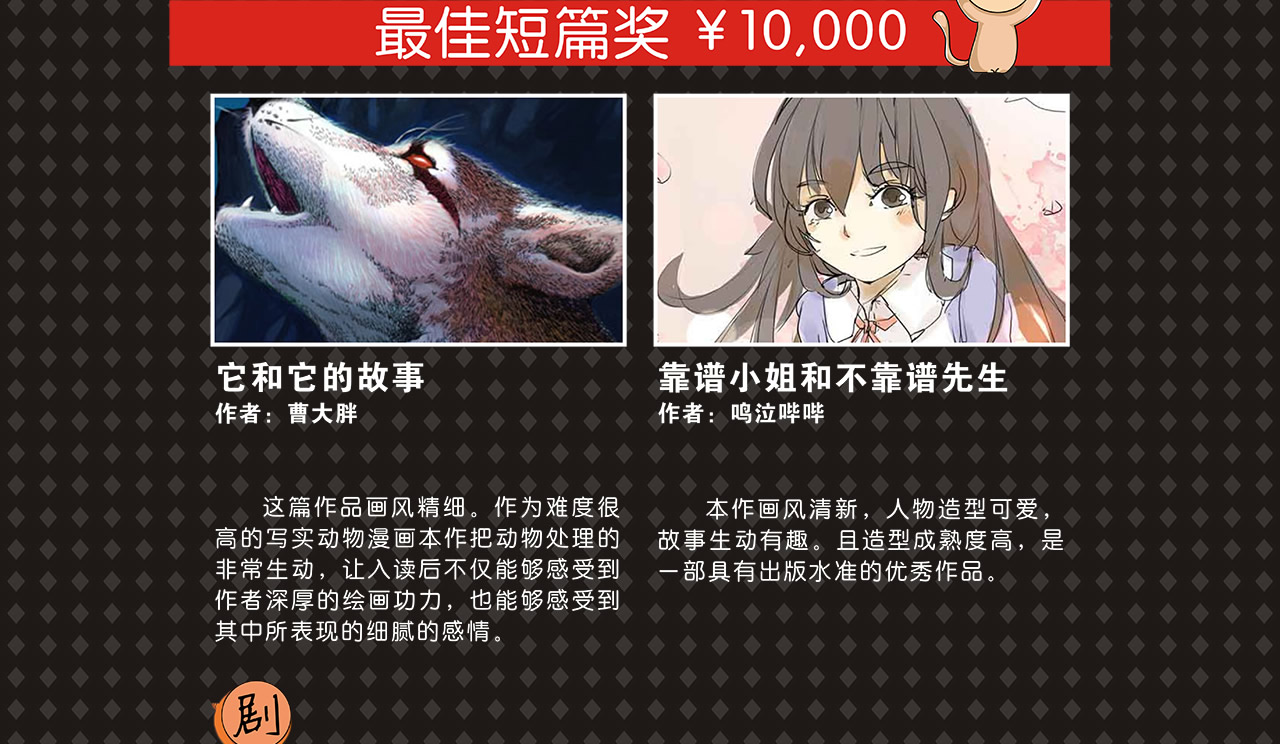 最佳短篇奖 ￥10,000
它和它的故事
作者：曹大胖
这篇作品画风精细。作为难度很
高的写实动物漫画本作把动物处理的
非常生动，让入读后不仅能够感受到
作者深厚的绘画功力，也能够感受到
其中所表现的细腻的感情。
靠谱小姐和不靠谱先生
作者：鸣泣哔哔
本作画风清新，人物造型可爱，
故事生动有趣。且造型成熟度高，是
一部具有出版水准的优秀作品。
剧